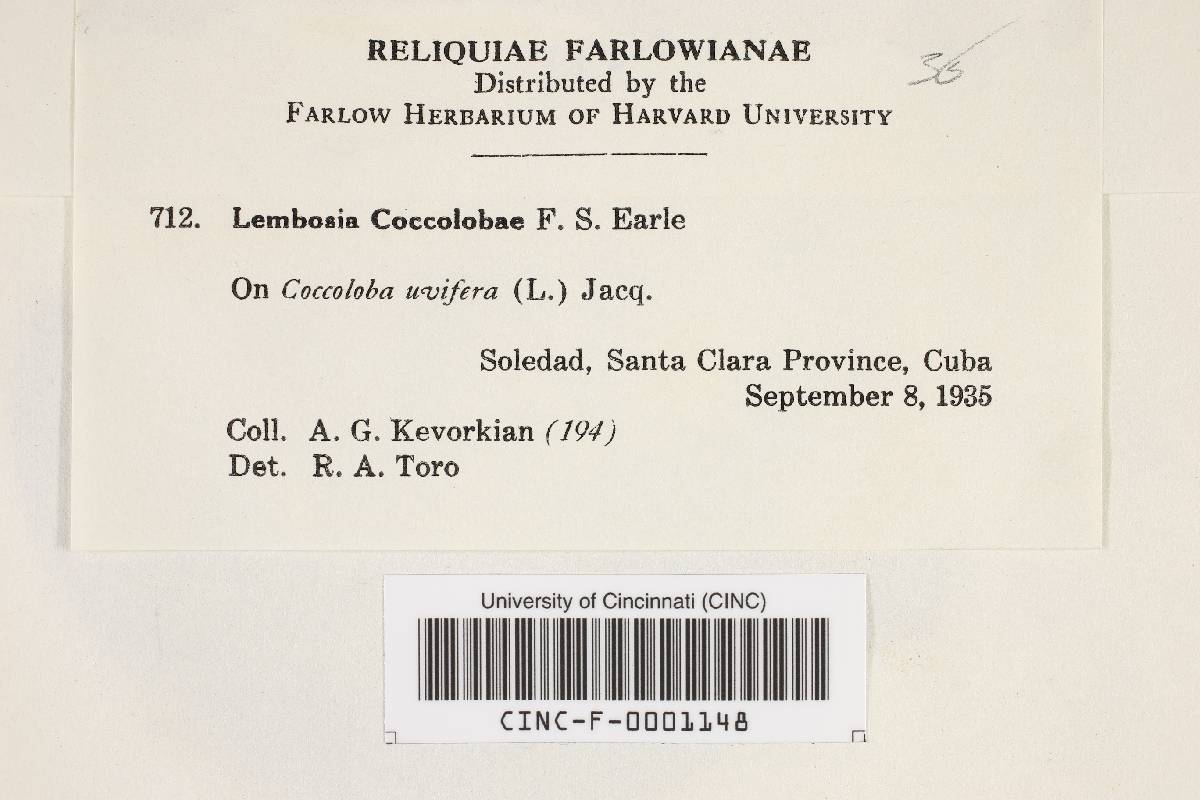 RELIQUIAE FARLOWIANAE
Distributed by the
FARLOW HERBARIUM OF HARVARD UNIVERSITY
36
712. Lembosia Coccolobae F. S. Earle
On Coccoloba uvifera (L.) Jacq.
Soledad, Santa Clara Province, Cuba
September 8, 1935
Coll. A. G. Kevorkian (194)
Det. R. A. Toro
University of Cincinnati (CINC)
CINC-F-0001148